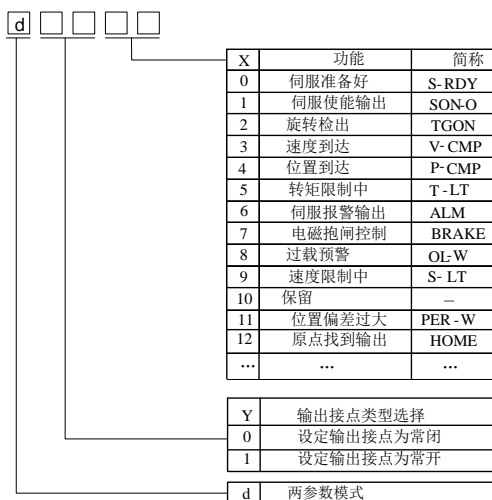 d
X 功能 简称
0 伺服准备好 S-RDY
1 伺服使能输出 SON-O
2 旋转检出 TGON
3 速度到达 V-CMP
4 位置到达 P-CMP
5 转矩限制中 T-LT
6 伺服报警输出 ALM
7 电磁抱闸控制 BRAKE
8 过载预警 OL-W
9 速度限制中 S-LT
10 保留 –
11 位置偏差过大 PER-W
12 原点找到输出 HOME
... ... ...
Y 输出接点类型选择
0 设定输出接点为常闭
1 设定输出接点为常开
d 两参数模式